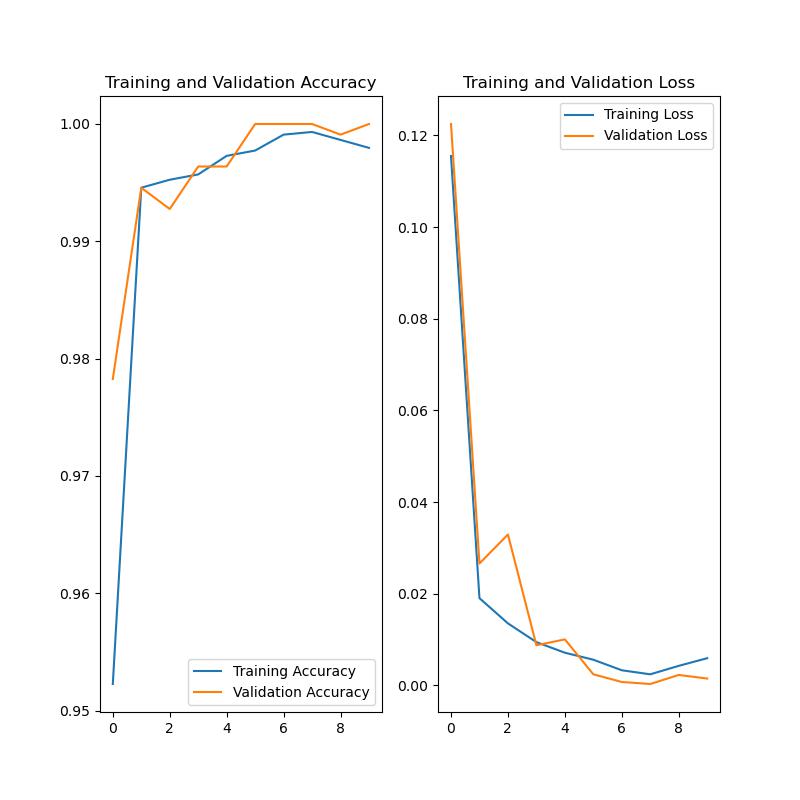 Training and Validation Accuracy
1.00
0.99
0.98
0.97
0.96
0.95
0 2 4 6 8
Training Accuracy
Validation Accuracy
Training and Validation Loss
0.12
0.10
0.08
0.06
0.04
0.02
0.00
0 2 4 6 8
Training Loss
Validation Loss